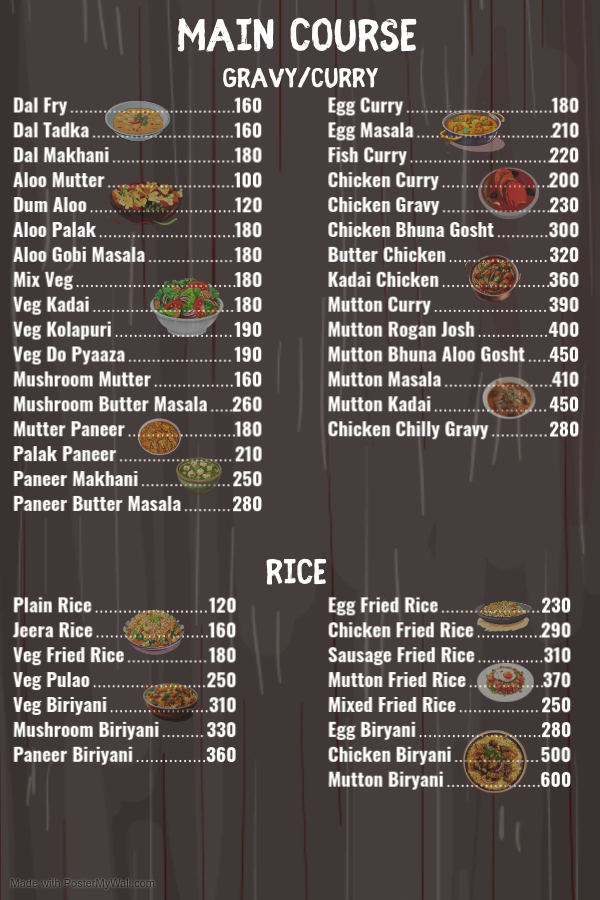 MAIN COURSE
GRAVY/CURRY
Dal Fry 160
Dal Tadka 160
Dal Makhani 180
Aloo Mutter 100
Dum Aloo 120
Aloo Palak 180
Aloo Gobi Masala 180
Mix Veg 180
Veg Kadai 180
Veg Kolapuri 190
Veg Do Pyaaza 190
Mushroom Mutter 160
Mushroom Butter Masala 260
Mutter Paneer 180
Palak Paneer 210
Paneer Makhani 250
Paneer Butter Masala 280
Egg Curry 180
Egg Masala 210
Fish Curry 220
Chicken Curry 200
Chicken Gravy 230
Chicken Bhuna Gosht 300
Butter Chicken 320
Kadai Chicken 360
Mutton Curry 390
Mutton Rogan Josh 400
Mutton Bhuna Aloo Gosht 450
Mutton Masala 410
Mutton Kadai 450
Chicken Chilly Gravy 280
RICE
Plain Rice 120
Jeera Rice 160
Veg Fried Rice 180
Veg Pulao 250
Veg Biriyani 310
Mushroom Biriyani 330
Paneer Biriyani 360
Egg Fried Rice 230
Chicken Fried Rice 290
Sausage Fried Rice 310
Mutton Fried Rice 370
Mixed Fried Rice 250
Egg Biryani 280
Chicken Biryani 500
Mutton Biryani 600
Made with PosterMyWall.com